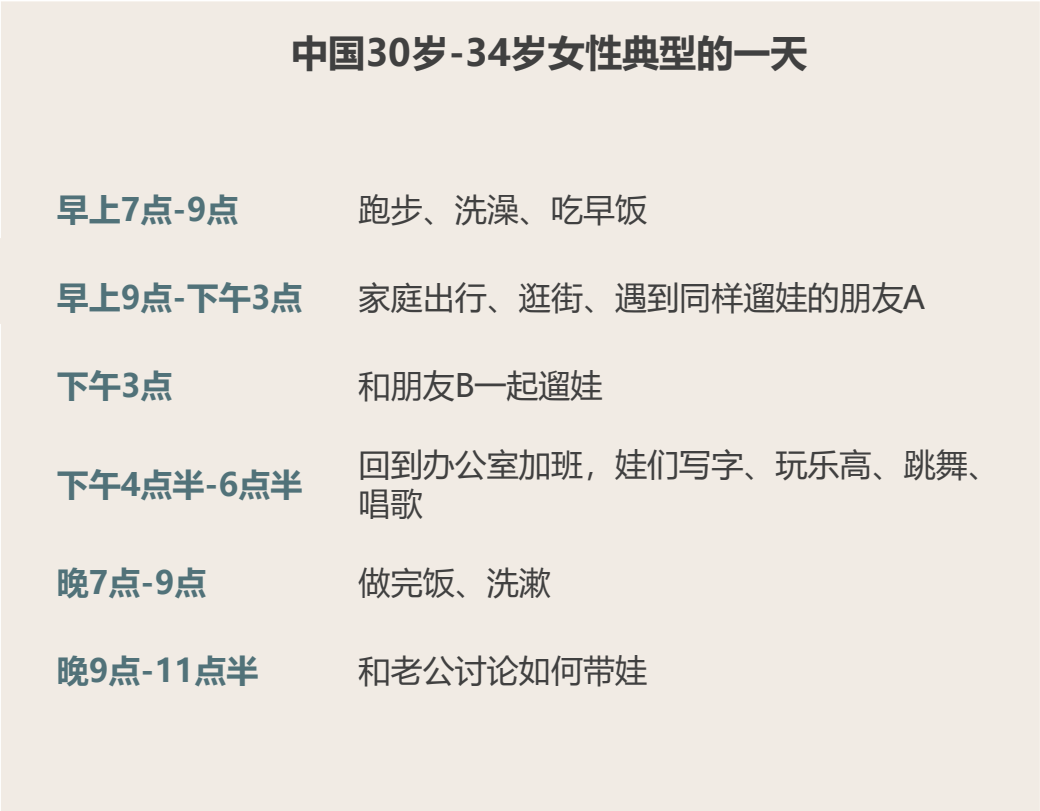 中国30岁-34岁女性典型的一天
早上7点-9点 跑步、洗澡、吃早饭
早上9点-下午3点 家庭出行、逛街、遇到同样遛娃的朋友A
下午3点 和朋友B一起遛娃
下午4点半-6点半 回到办公室加班，娃们写字、玩乐高、跳舞、
唱歌
晚7点-9点 做完饭、洗漱
晚9点-11点半 和老公讨论如何带娃